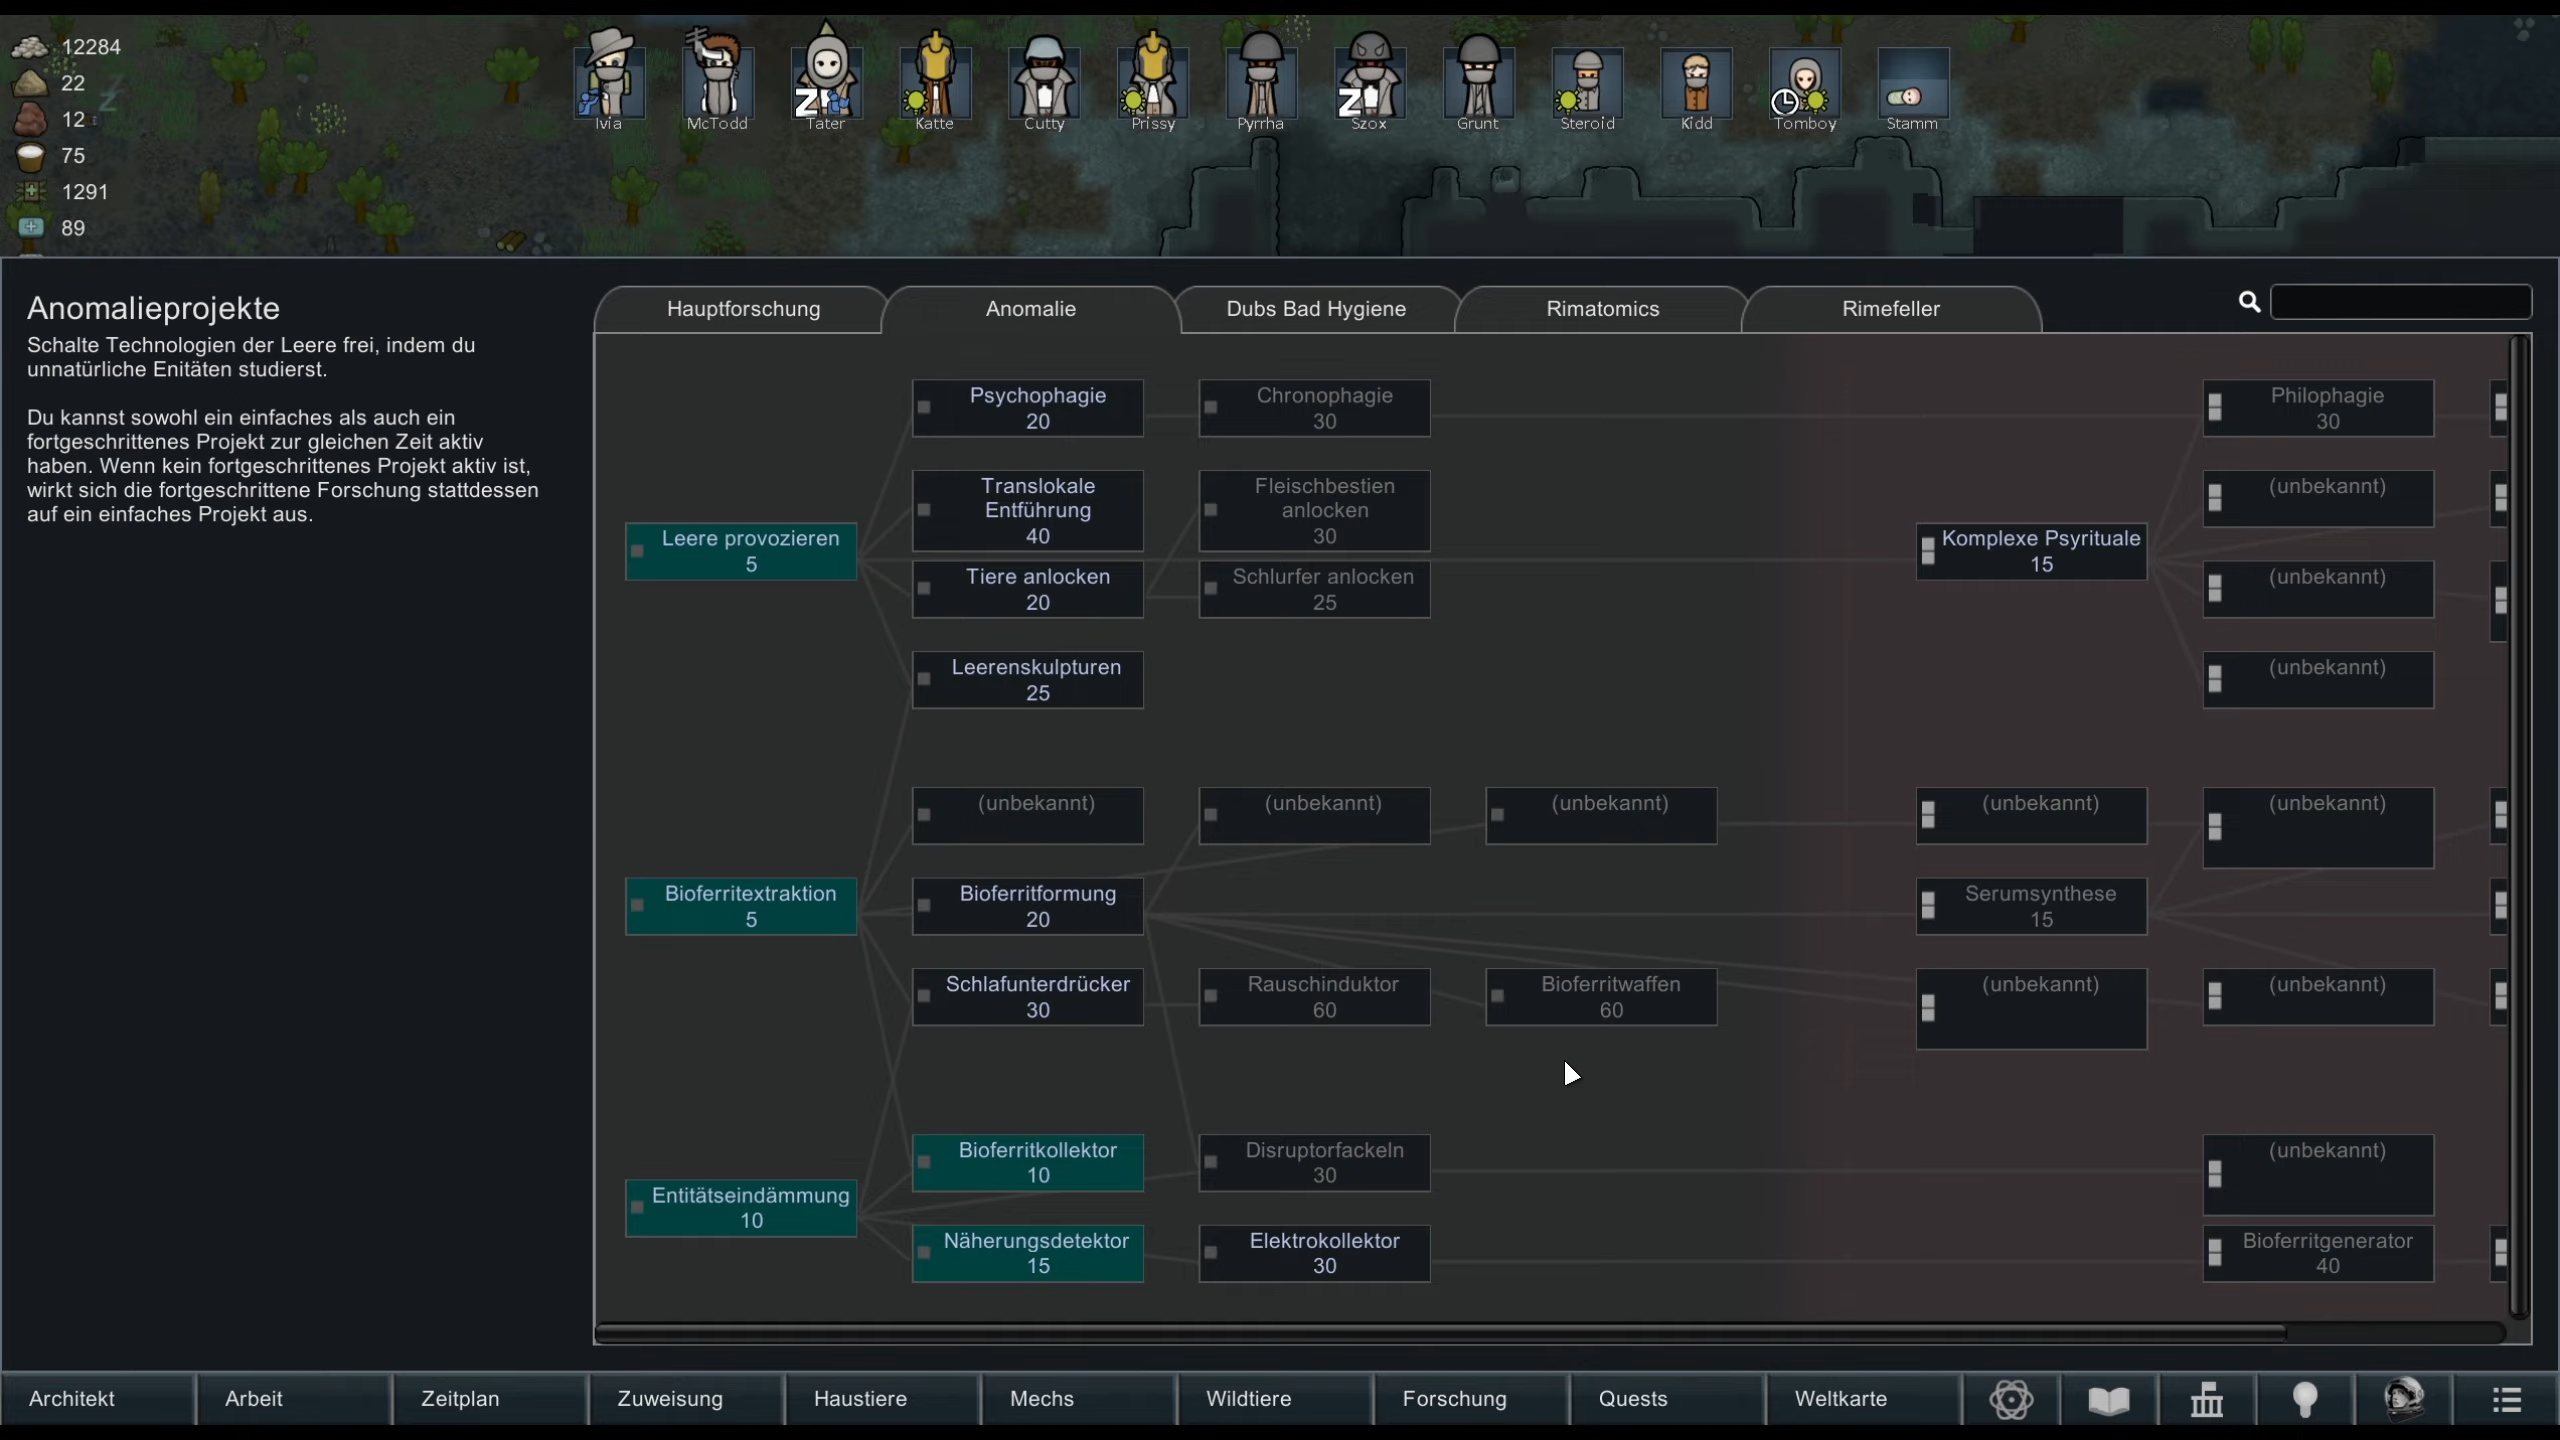 12284
22
12
75
1291
89
Ivia
McTodd
Tater
Katte
Cutty
Prissy
Pyrrha
Szox
Grunt
Steroid
Kidd
Tomboy
Stamm
Anomalieprojekte
Schalte Technologien der Leere frei, indem du
unnatürliche Enitäten studierst.
Du kannst sowohl ein einfaches als auch ein
fortgeschrittenes Projekt zur gleichen Zeit aktiv
haben. Wenn kein fortgeschrittenes Projekt aktiv ist,
wirkt sich die fortgeschrittene Forschung stattdessen
auf ein einfaches Projekt aus.
Hauptforschung
Anomalie
Dubs Bad Hygiene
Rimatomics
Rimefeller
Psychophagie
20
Chronophagie
30
Philophagie
30
Translokale
Entführung
40
Fleischbestien
anlocken
30
(unbekannt)
Leere provozieren
5
Komplexe Psyrituale
15
Tiere anlocken
20
Schlurfer anlocken
25
(unbekannt)
Leerenskulpturen
25
(unbekannt)
(unbekannt)
(unbekannt)
(unbekannt)
(unbekannt)
(unbekannt)
Bioferritextraktion
5
Bioferritformung
20
Serumsynthese
15
(unbekannt)
Schlafunterdrücker
30
Rauschinduktor
60
Bioferritwaffen
60
(unbekannt)
(unbekannt)
Bioferritkollektor
10
Disruptorfackeln
30
(unbekannt)
Entitätseindämmung
10
Näherungsdetektor
15
Elektrokollektor
30
Bioferritgenerator
40
Architekt
Arbeit
Zeitplan
Zuweisung
Haustiere
Mechs
Wildtiere
Forschung
Quests
Weltkarte